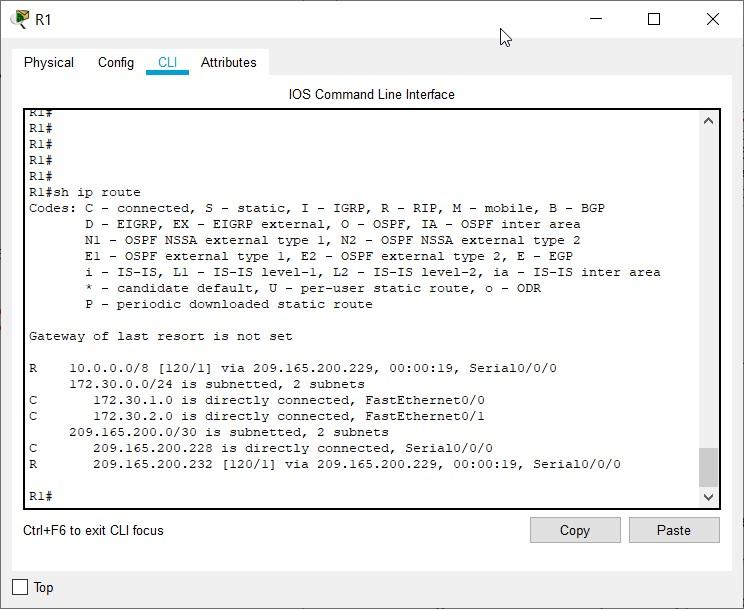 R1
Physical Config CLI Attributes
IOS Command Line Interface
R1#
R1#
R1#
R1#
R1#
R1#sh ip route
Codes: C - connected, S - static, I - IGRP, R - RIP, M - mobile, B - BGP
       D - EIGRP, EX - EIGRP external, O - OSPF, IA - OSPF inter area
       N1 - OSPF NSSA external type 1, N2 - OSPF NSSA external type 2
       E1 - OSPF external type 1, E2 - OSPF external type 2, E - EGP
       i - IS-IS, L1 - IS-IS level-1, L2 - IS-IS level-2, ia - IS-IS inter area
       * - candidate default, U - per-user static route, o - ODR
       P - periodic downloaded static route
Gateway of last resort is not set
R    10.0.0.0/8 [120/1] via 209.165.200.229, 00:00:19, Serial0/0/0
     172.30.0.0/24 is subnetted, 2 subnets
C       172.30.1.0 is directly connected, FastEthernet0/0
C       172.30.2.0 is directly connected, FastEthernet0/1
     209.165.200.0/30 is subnetted, 2 subnets
C       209.165.200.228 is directly connected, Serial0/0/0
R       209.165.200.232 [120/1] via 209.165.200.229, 00:00:19, Serial0/0/0
R1#
Ctrl+F6 to exit CLI focus
Copy Paste
Top